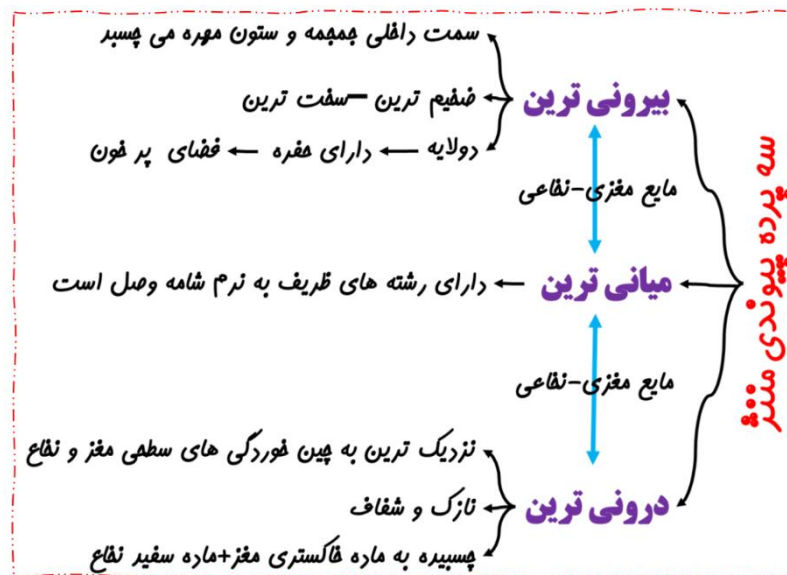 سه پرده پیوندی مننژ
بیرونی ترین
سمت داخلی جمجمه و ستون مهره می چسبد
ضخیم ترین – سخت ترین
دولایه ← دارای حفره ← فضای پر خون
مایع مغزی-نخاعی
میانی ترین
دارای رشته های ظریف به نرم شامه وصل است
مایع مغزی-نخاعی
درونی ترین
نزدیک ترین به چین خوردگی های سطحی مغز و نخاع
نازک و شفاف
چسبیده به ماده خاکستری مغز+ماده سفید نخاع